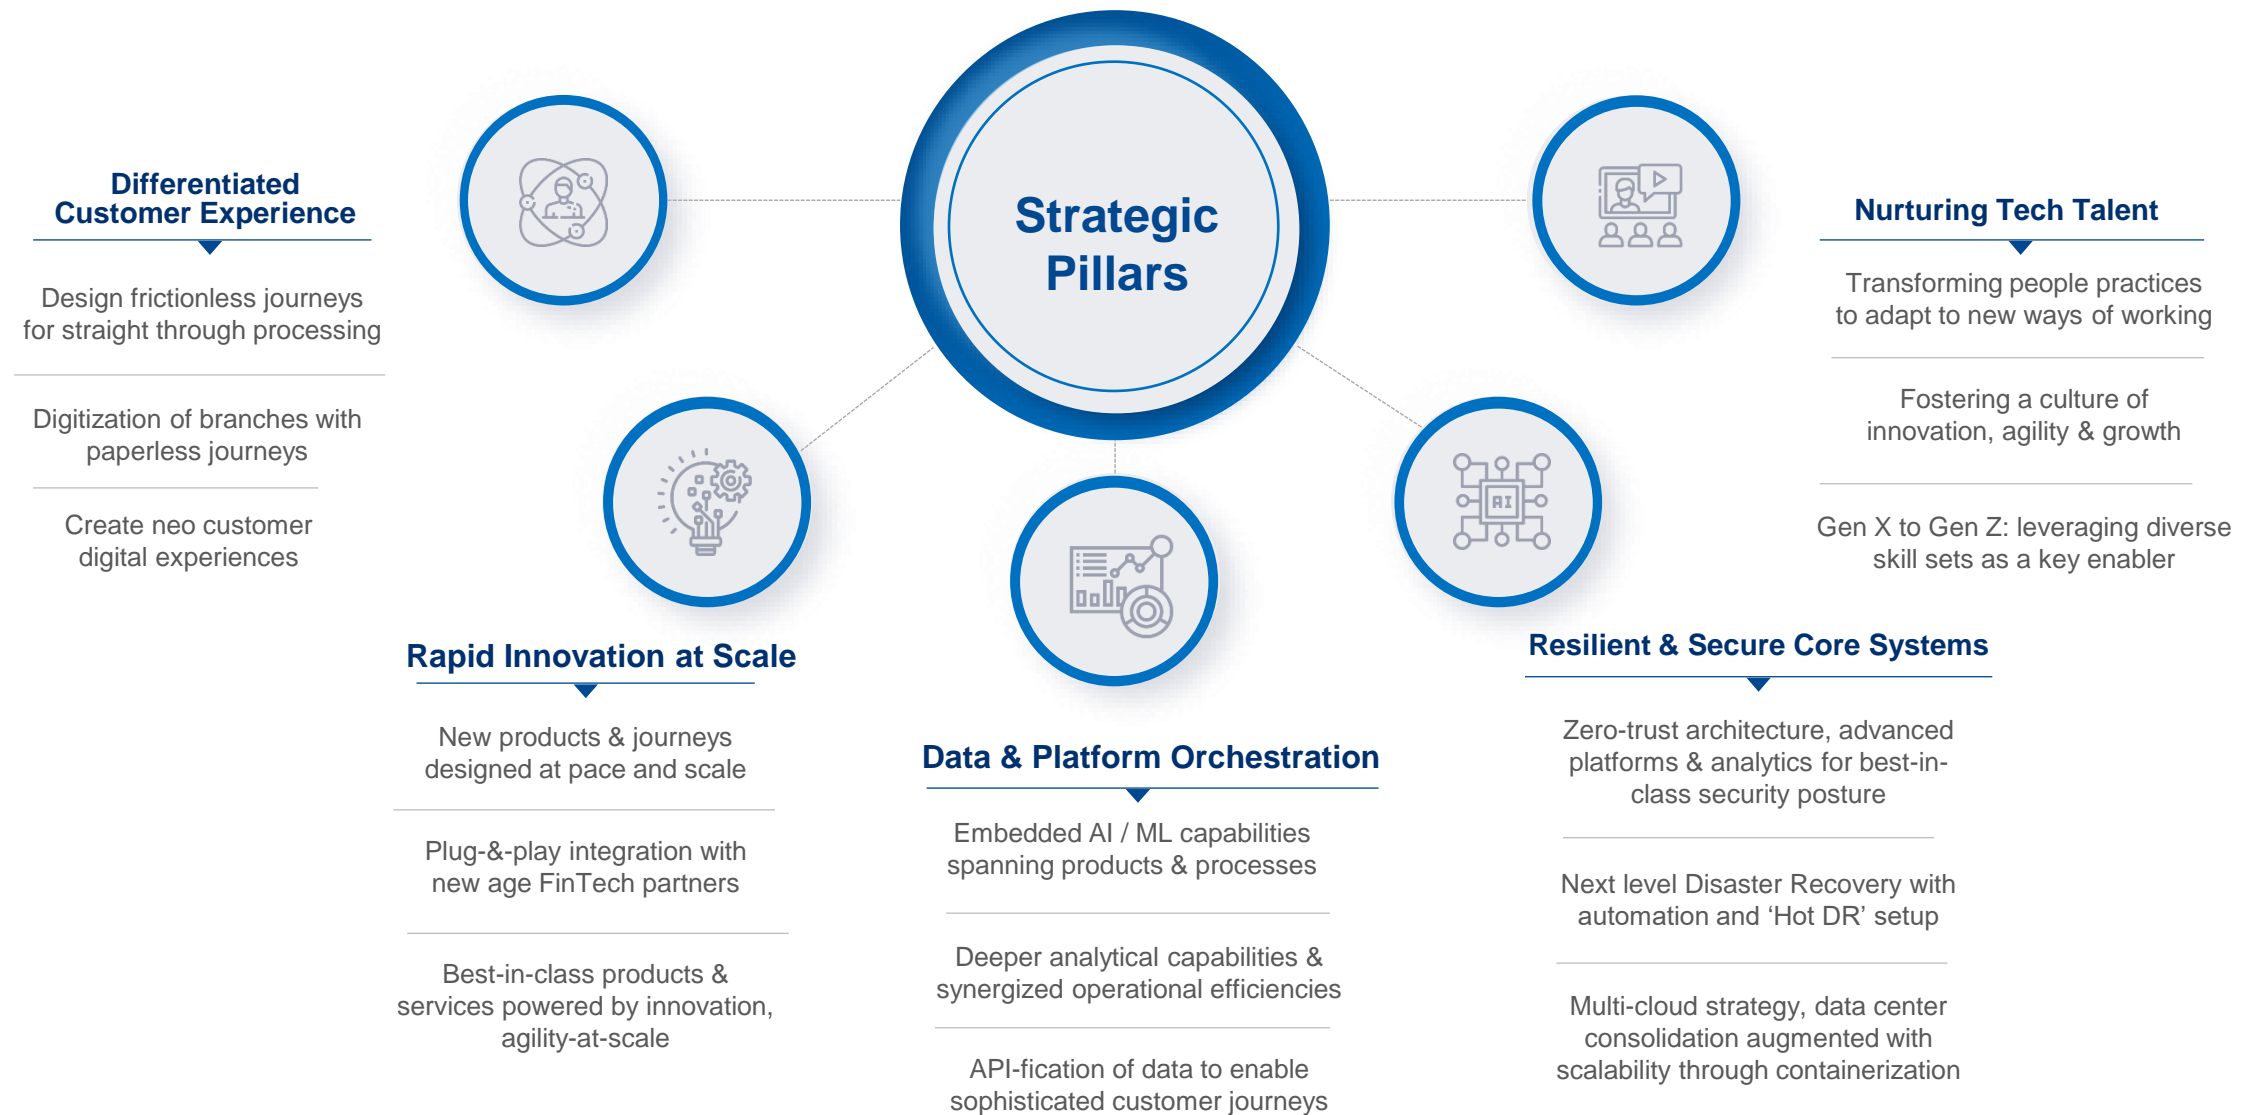 Strategic
Pillars
Differentiated
Customer Experience
Design frictionless journeys
for straight through processing
Digitization of branches with
paperless journeys
Create neo customer
digital experiences
Rapid Innovation at Scale
New products & journeys
designed at pace and scale
Plug-&-play integration with
new age FinTech partners
Best-in-class products &
services powered by innovation,
agility-at-scale
Data & Platform Orchestration
Embedded AI / ML capabilities
spanning products & processes
Deeper analytical capabilities &
synergized operational efficiencies
API-fication of data to enable
sophisticated customer journeys
AI
Resilient & Secure Core Systems
Zero-trust architecture, advanced
platforms & analytics for best-in-
class security posture
Next level Disaster Recovery with
automation and ‘Hot DR’ setup
Multi-cloud strategy, data center
consolidation augmented with
scalability through containerization
Nurturing Tech Talent
Transforming people practices
to adapt to new ways of working
Fostering a culture of
innovation, agility & growth
Gen X to Gen Z: leveraging diverse
skill sets as a key enabler